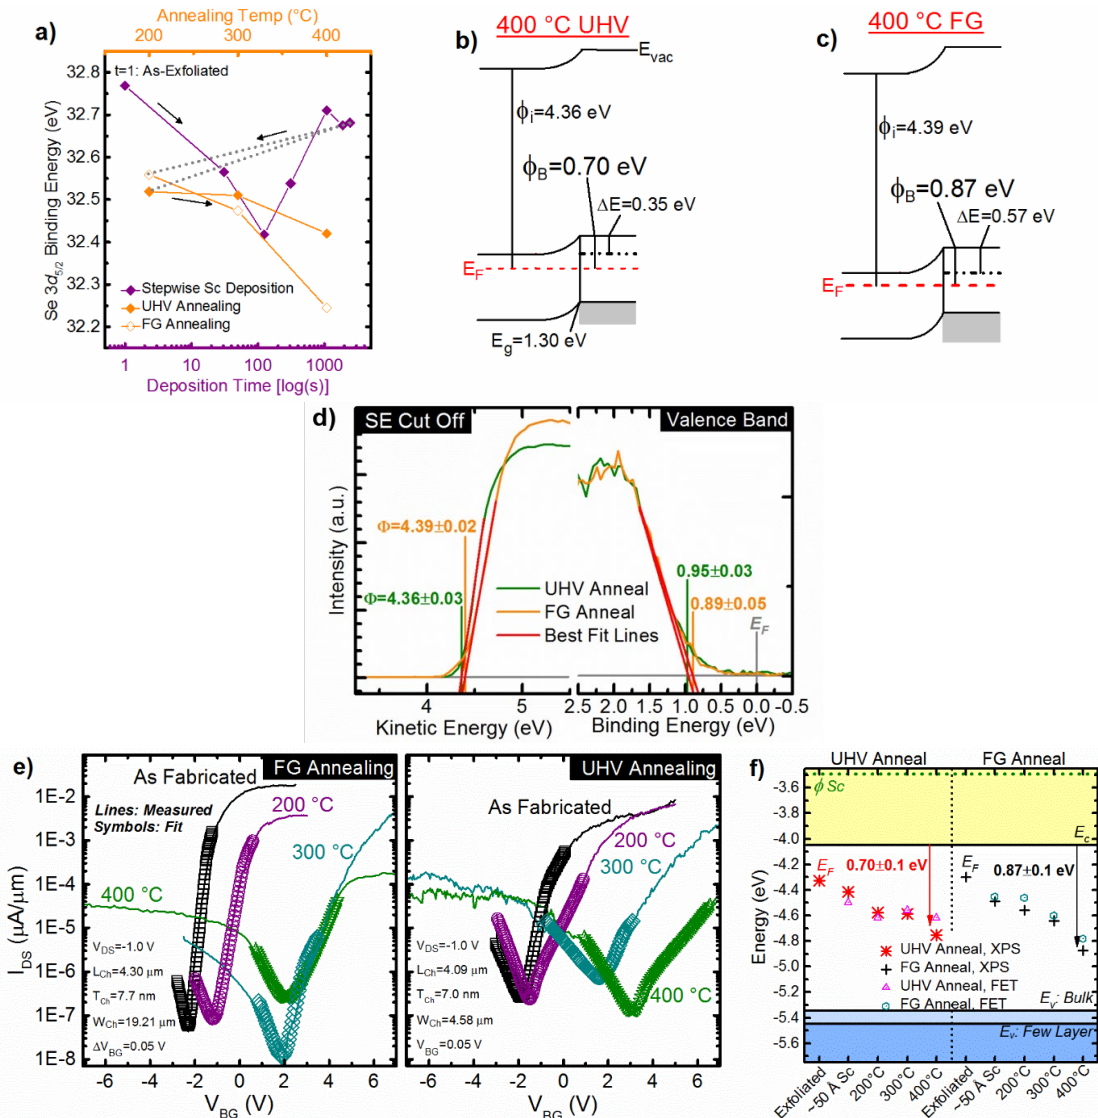 a)
Annealing Temp (°C)
200 300 400
t=1: As-Exfoliated
32.8
32.7
32.6
32.5
32.4
32.3
32.2
Se 3d5/2 Binding Energy (eV)
Stepwise Sc Deposition
UHV Annealing
FG Annealing
1 10 100 1000
Deposition Time [log(s)]
b)
400 °C UHV
Evac
ϕi=4.36 eV
ϕB=0.70 eV
ΔE=0.35 eV
EF
Eg=1.30 eV
c)
400 °C FG
ϕi=4.39 eV
ϕB=0.87 eV
ΔE=0.57 eV
EF
d)
SE Cut Off
Valence Band
Intensity (a.u.)
Φ=4.39±0.02
Φ=4.36±0.03
UHV Anneal
FG Anneal
Best Fit Lines
0.95±0.03
0.89±0.05
EF
4 5
2.5 2.0 1.5 1.0 0.5 0.0 -0.5
Kinetic Energy (eV)
Binding Energy (eV)
e)
As Fabricated
FG Annealing
Lines: Measured
Symbols: Fit
200 °C
300 °C
400 °C
1E-2
1E-3
1E-4
1E-5
1E-6
1E-7
1E-8
IDS (μA/μm)
VDS=-1.0 V
LCh=4.30 μm
TCh=7.7 nm
WCh=19.21 μm
ΔVBG=0.05 V
-6 -4 -2 0 2 4 6
VBG (V)
UHV Annealing
As Fabricated
200 °C
300 °C
400 °C
VDS=-1.0 V
LCh=4.09 μm
TCh=7.0 nm
WCh=4.58 μm
VBG=0.05 V
-6 -4 -2 0 2 4 6
VBG (V)
f)
UHV Anneal
FG Anneal
ϕ Sc
Ec
EF
0.70±0.1 eV
EF
0.87±0.1 eV
UHV Anneal, XPS
FG Anneal, XPS
UHV Anneal, FET
FG Anneal, FET
Ev: Bulk
Ev: Few Layer
-3.6
-3.8
-4.0
-4.2
-4.4
-4.6
-4.8
-5.0
-5.2
-5.4
-5.6
Energy (eV)
Exfoliated
~50 Å Sc
200°C
300°C
400°C
Exfoliated
~50 Å Sc
200°C
300°C
400°C